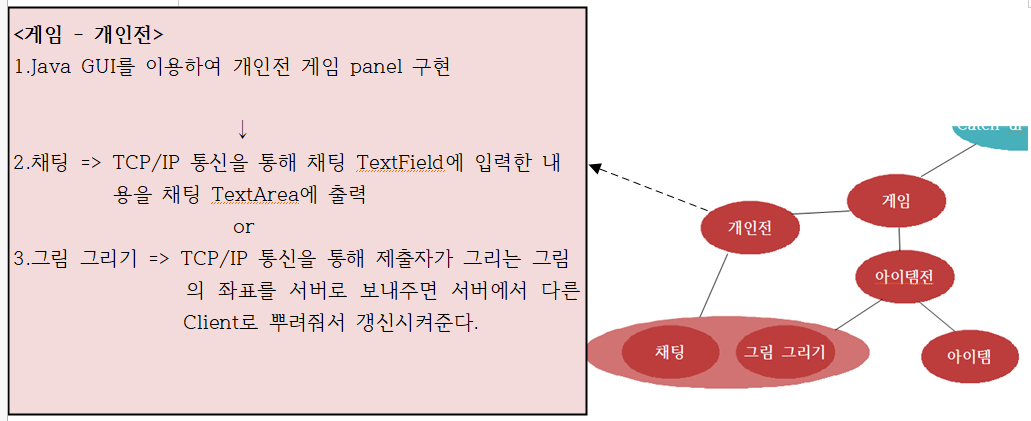 <게임 - 개인전>
1.Java GUI를 이용하여 개인전 게임 panel 구현
↓
2.채팅 => TCP/IP 통신을 통해 채팅 TextField에 입력한 내
용을 채팅 TextArea에 출력
or
3.그림 그리기 => TCP/IP 통신을 통해 제출자가 그리는 그림
의 좌표를 서버로 보내주면 서버에서 다른
Client로 뿌려줘서 갱신시켜준다.
게임
개인전
아이템전
채팅
그림 그리기
아이템